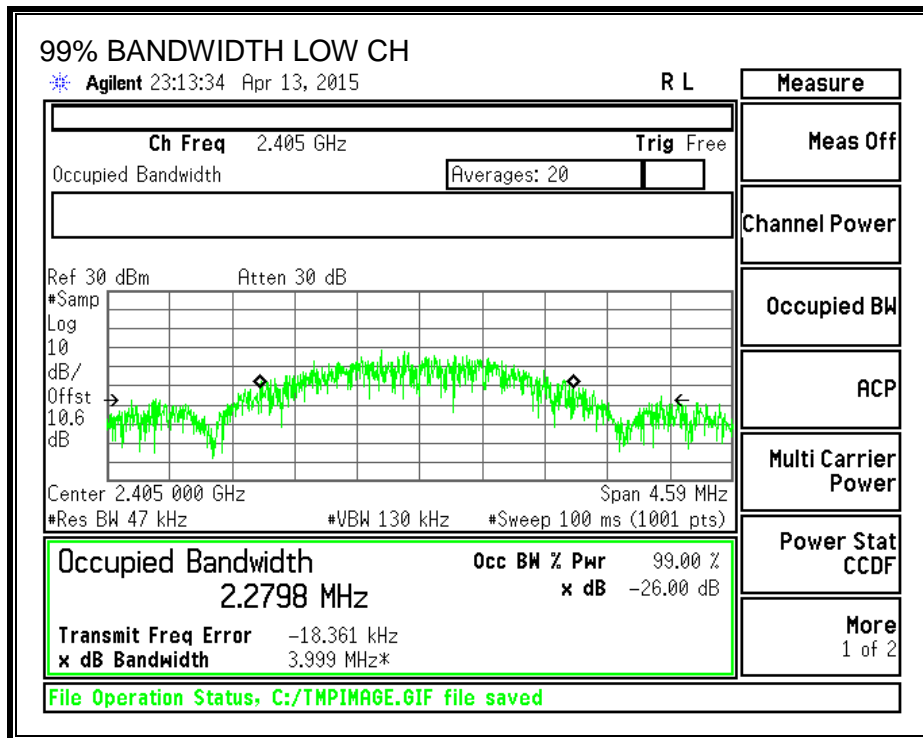 99% BANDWIDTH LOW CH
Agilent 23:13:34 Apr 13, 2015 R L
Measure
Ch Freq 2.405 GHz Trig Free
Meas Off
Occupied Bandwidth Averages: 20
Channel Power
Ref 30 dBm Atten 30 dB
#Samp
Log
10
dB/
Offst
10.6
dB
Occupied BW
ACP
Center 2.405 000 GHz Span 4.59 MHz
#Res BW 47 kHz #VBW 130 kHz #Sweep 100 ms (1001 pts)
Multi Carrier
Power
Occupied Bandwidth Occ BW % Pwr 99.00 %
2.2798 MHz x dB -26.00 dB
Power Stat
CCDF
Transmit Freq Error -18.361 kHz
x dB Bandwidth 3.999 MHz*
More
1 of 2
File Operation Status, C:/TMPIMAGE.GIF file saved